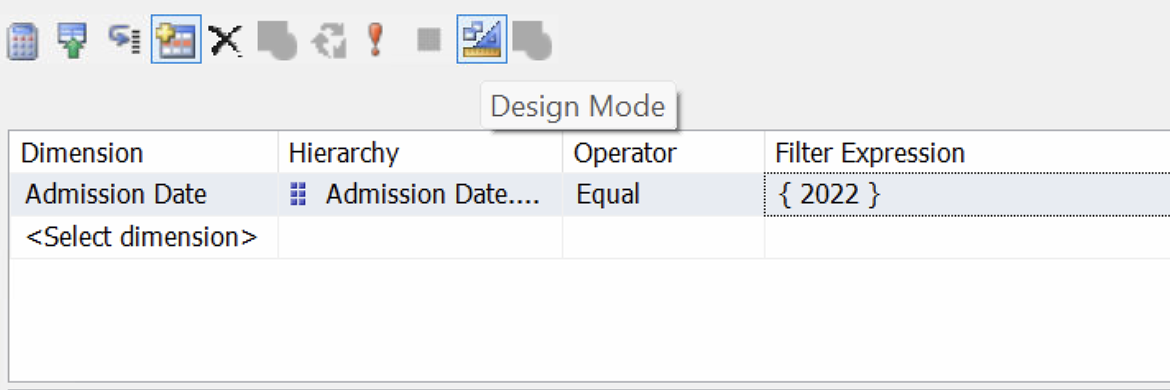 Design Mode
Dimension Hierarchy Operator Filter Expression
Admission Date Admission Date.... Equal { 2022 }
<Select dimension>